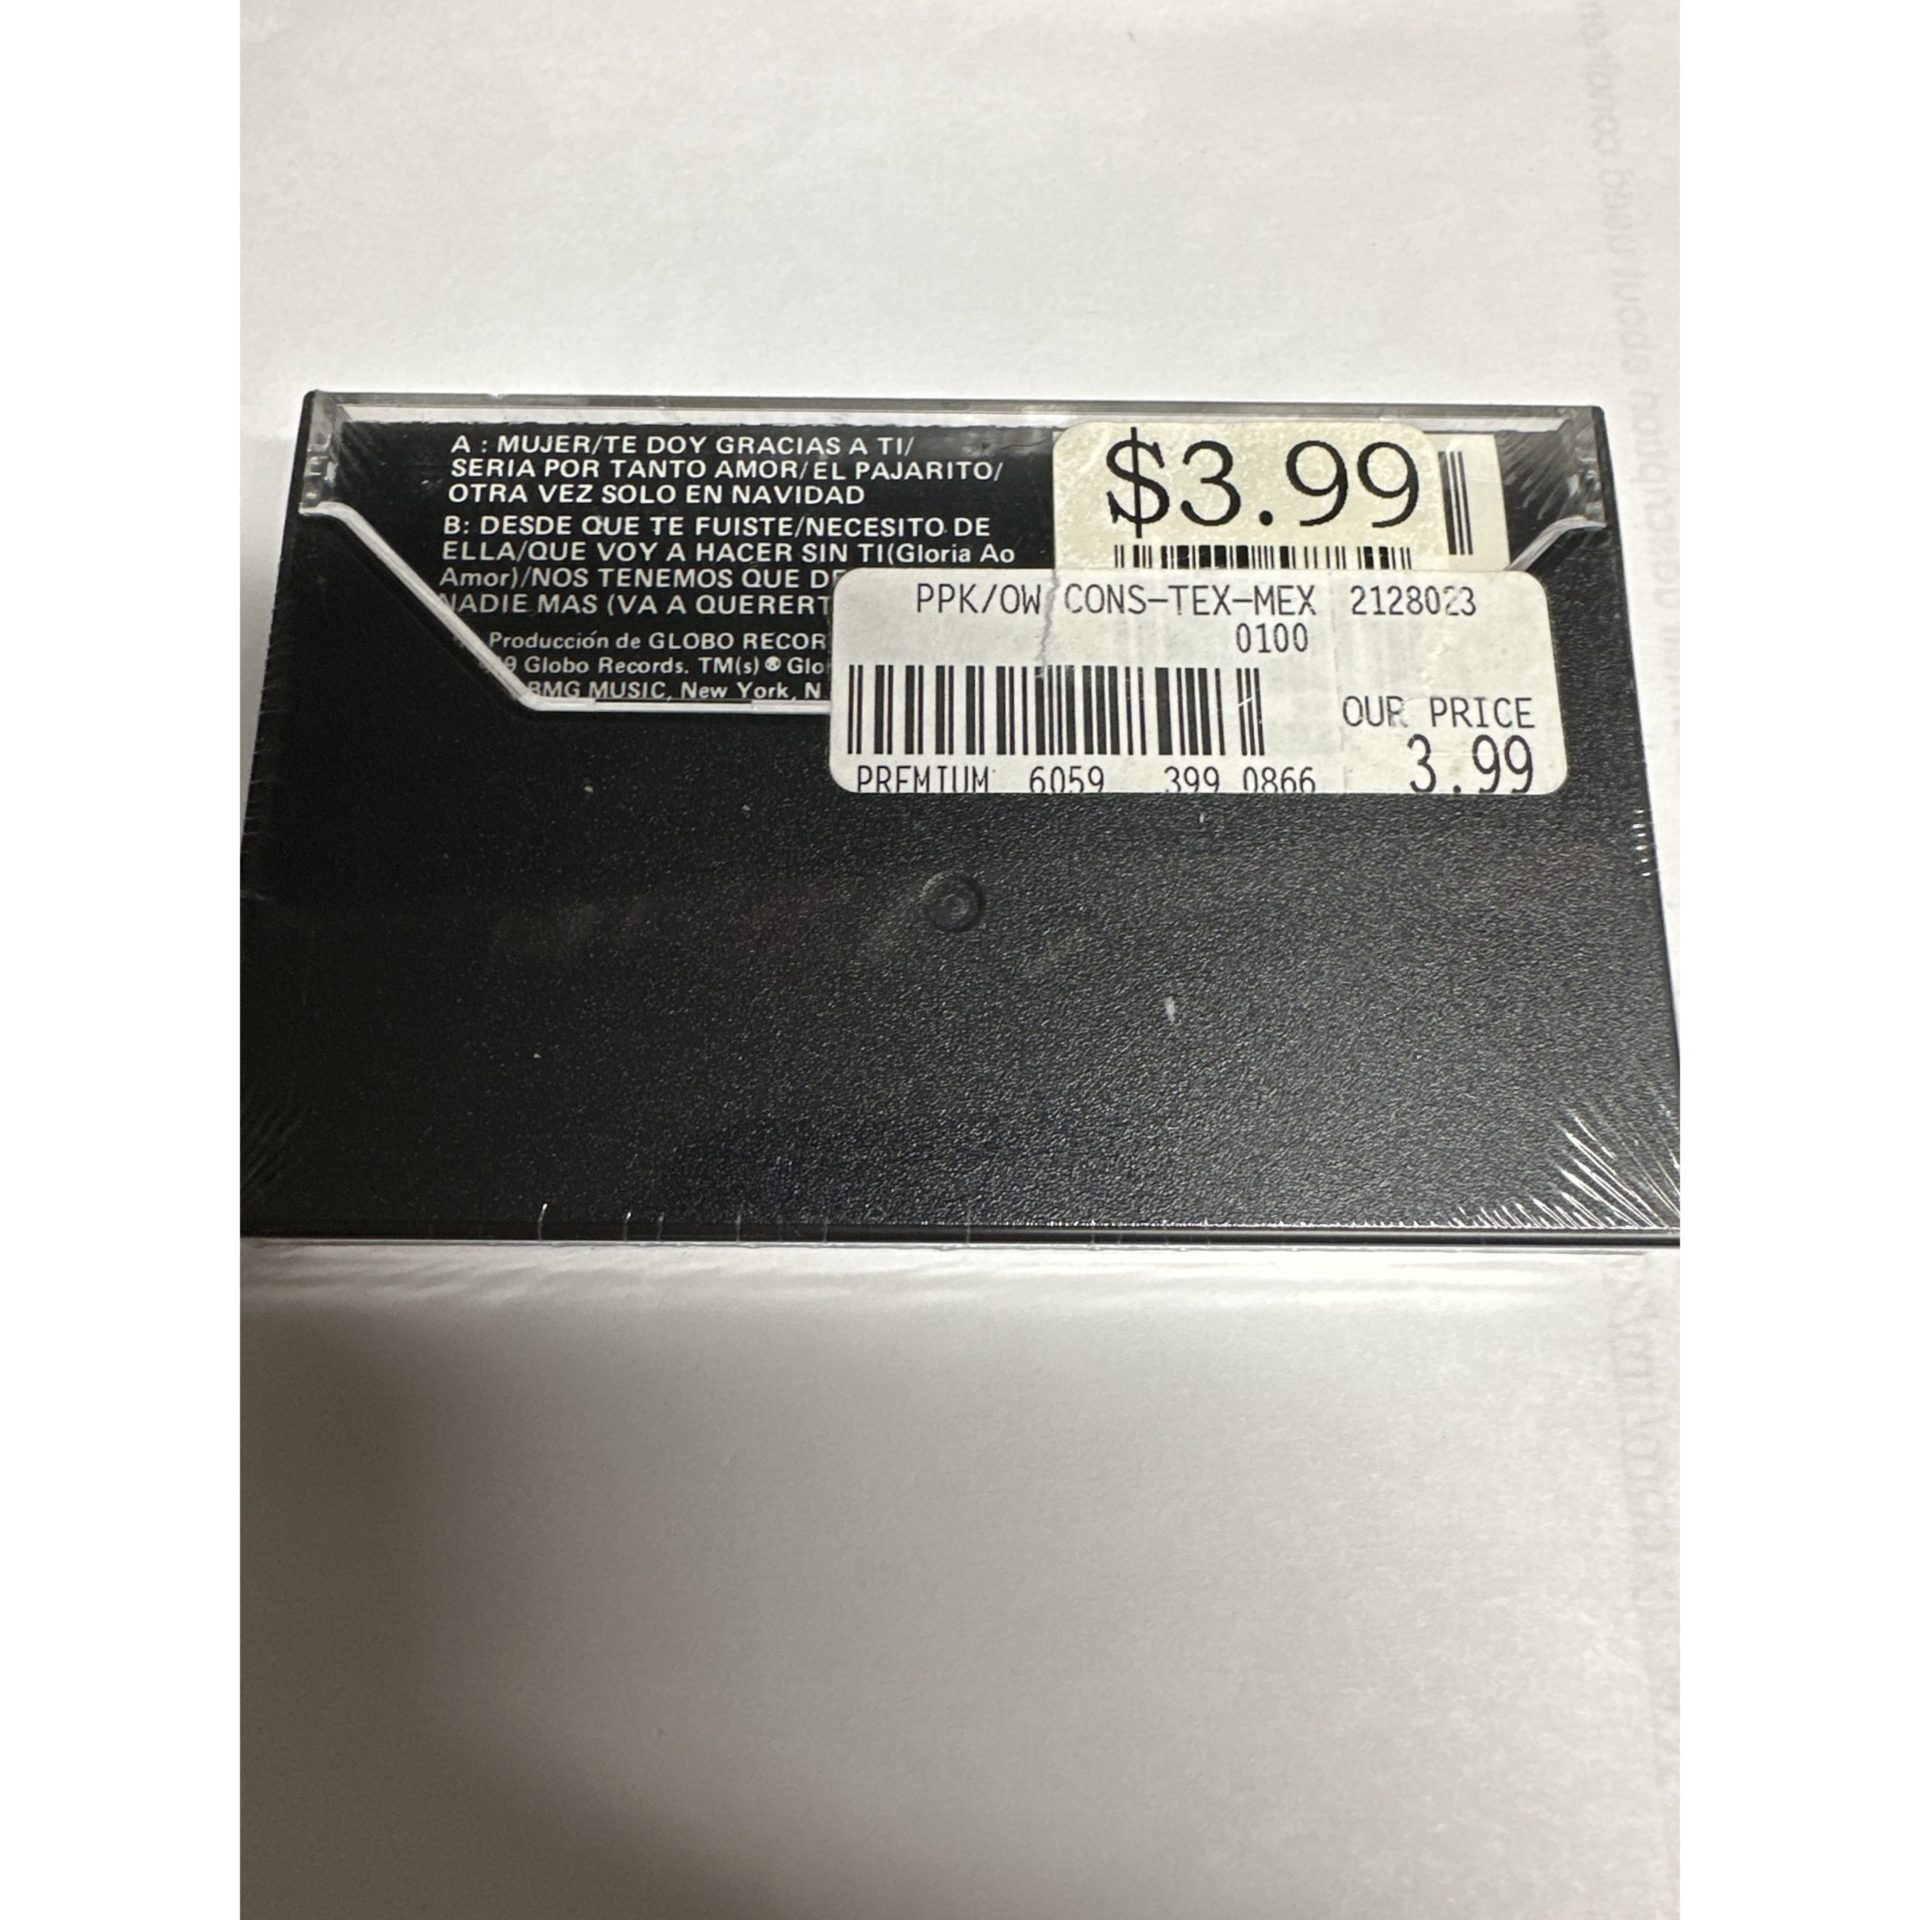 A : MUJER/TE DOY GRACIAS A TI/
SERIA POR TANTO AMOR/EL PAJARITO/
OTRA VEZ SOLO EN NAVIDAD
B: DESDE QUE TE FUISTE/NECESITO DE
ELLA/QUE VOY A HACER SIN TI(Gloria Ao
Amor)/NOS TENEMOS QUE
NADIE MAS (VA A QUERERT
Producción de GLOBO RECOR
Globo Records. TM(s) ® Glo
BMG MUSIC, New York, N
$3.99
PPK/OW CONS-TEX-MEX 2128023
0100
OUR PRICE
3.99
PREMIUM 6059 399 0866